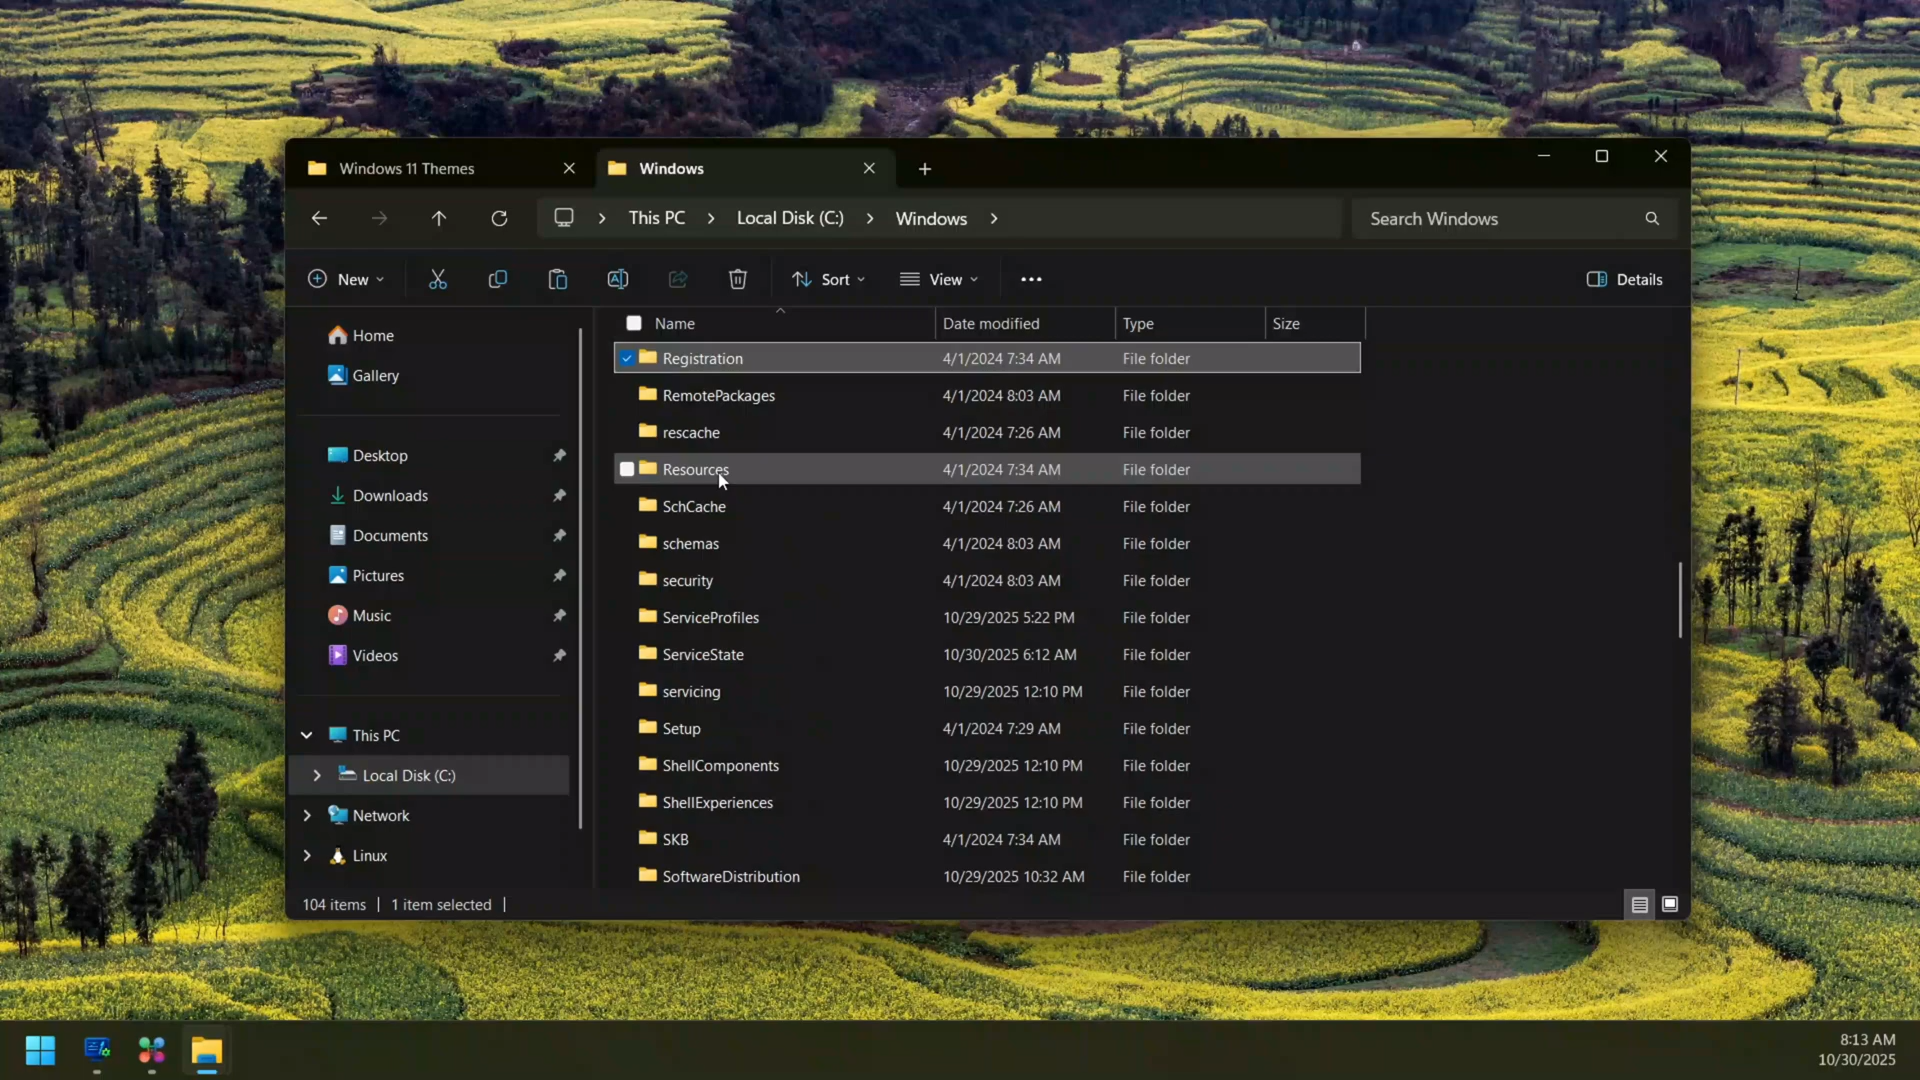 Windows 11 Themes
Windows
This PC
Local Disk (C:)
Windows
Search Windows
New
Sort
View
Details
Home
Gallery
Desktop
Downloads
Documents
Pictures
Music
Videos
This PC
Local Disk (C:)
Network
Linux
Name Date modified Type Size
Registration 4/1/2024 7:34 AM File folder
RemotePackages 4/1/2024 8:03 AM File folder
rescache 4/1/2024 7:26 AM File folder
Resources 4/1/2024 7:34 AM File folder
SchCache 4/1/2024 7:26 AM File folder
schemas 4/1/2024 8:03 AM File folder
security 4/1/2024 8:03 AM File folder
ServiceProfiles 10/29/2025 5:22 PM File folder
ServiceState 10/30/2025 6:12 AM File folder
servicing 10/29/2025 12:10 PM File folder
Setup 4/1/2024 7:29 AM File folder
ShellComponents 10/29/2025 12:10 PM File folder
ShellExperiences 10/29/2025 12:10 PM File folder
SKB 4/1/2024 7:34 AM File folder
SoftwareDistribution 10/29/2025 10:32 AM File folder
104 items | 1 item selected |
8:13 AM
10/30/2025